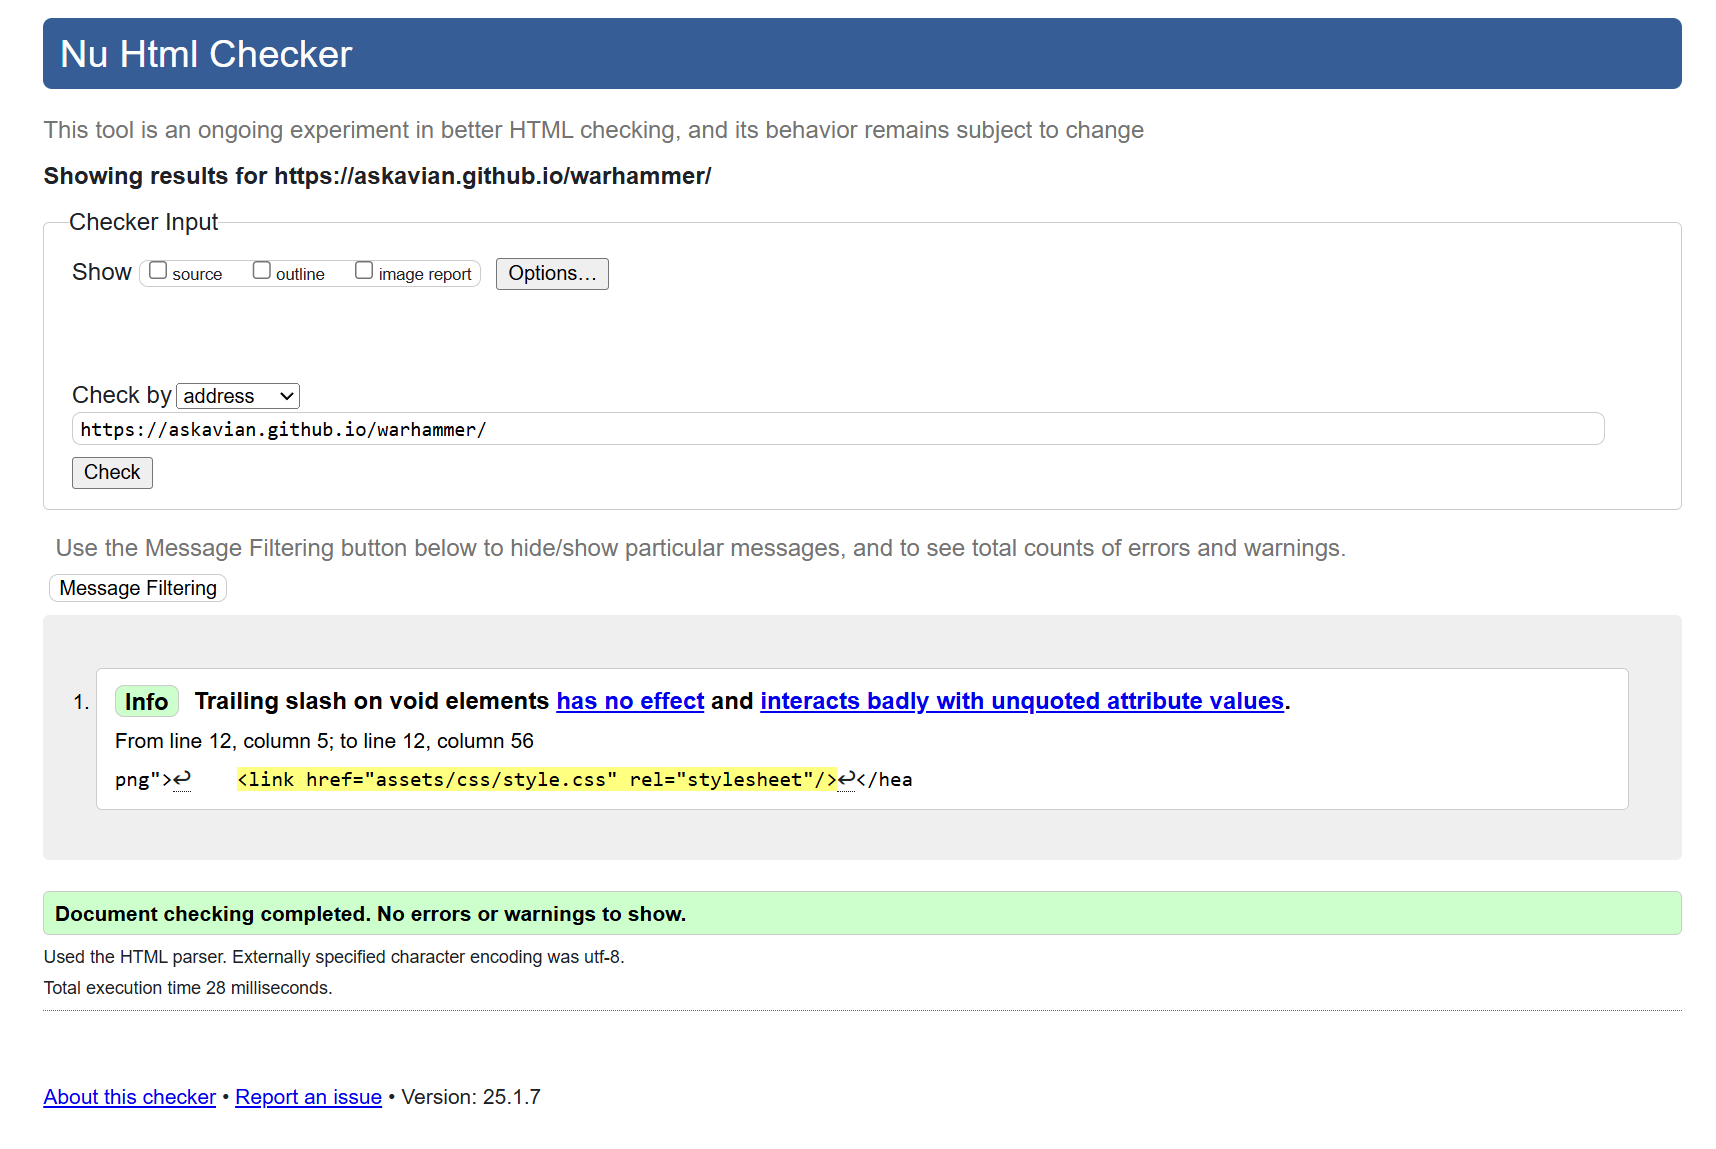 Nu Html Checker
This tool is an ongoing experiment in better HTML checking, and its behavior remains subject to change
Showing results for https://askavian.github.io/warhammer/
Checker Input
Show source outline image report Options...
Check by address
https://askavian.github.io/warhammer/
Check
Use the Message Filtering button below to hide/show particular messages, and to see total counts of errors and warnings.
Message Filtering
1. Info Trailing slash on void elements has no effect and interacts badly with unquoted attribute values.
From line 12, column 5; to line 12, column 56
png">↩ <link href="assets/css/style.css" rel="stylesheet"/>↩</hea
Document checking completed. No errors or warnings to show.
Used the HTML parser. Externally specified character encoding was utf-8.
Total execution time 28 milliseconds.
About this checker • Report an issue • Version: 25.1.7